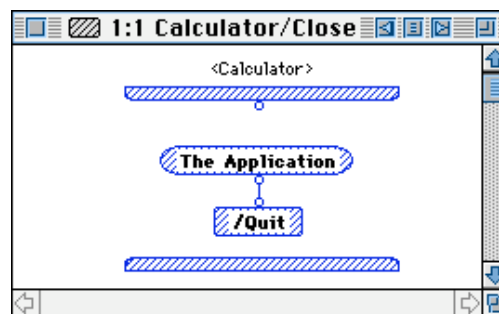 1:1 Calculator/Close
<Calculator>
The Application
/Quit